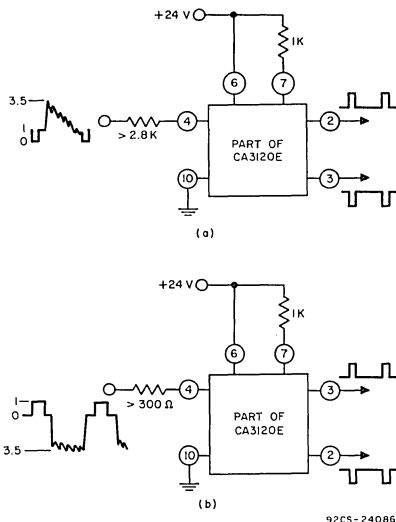 +24 V
1K
6
7
3.5
1
0
> 2.8 K
4
2
PART OF
CA3120E
10
3
(a)
+24 V
1K
6
7
1
0
3.5
> 300 Ω
4
3
PART OF
CA3120E
10
2
(b)
92CS-24086